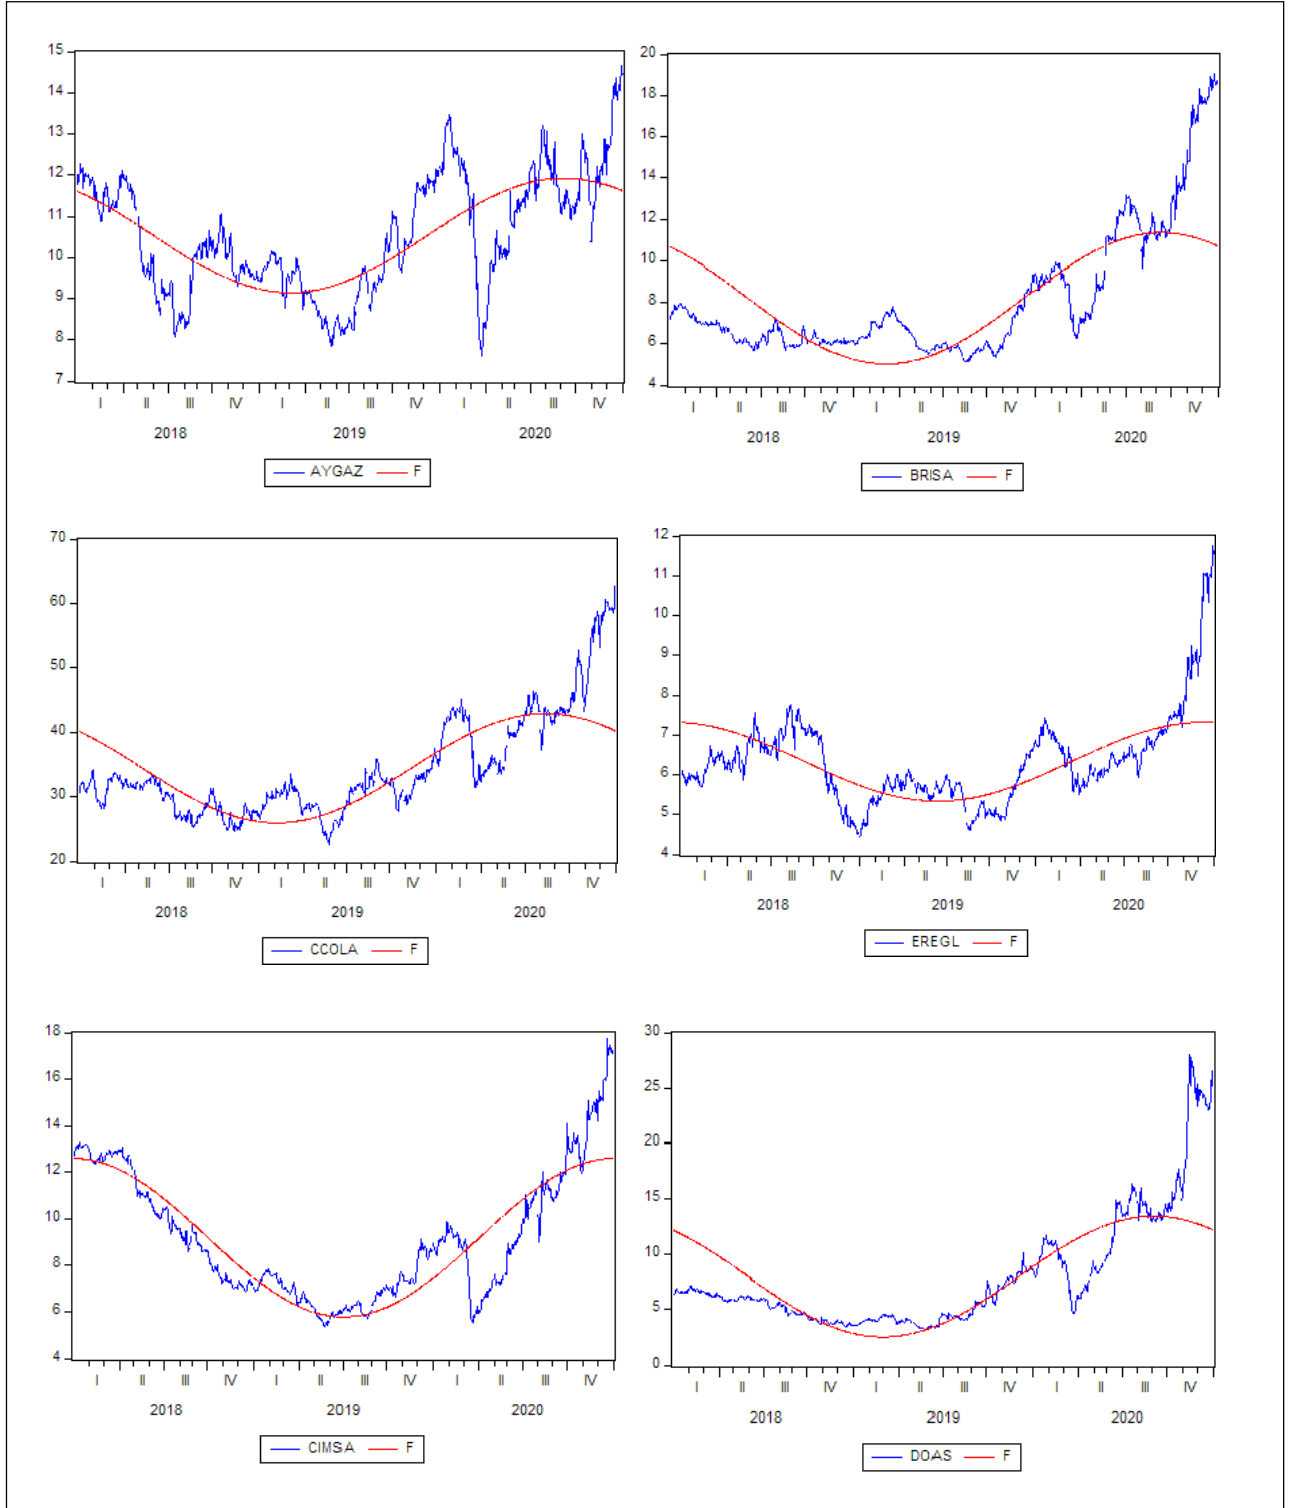 15
14
13
12
11
10
9
8
7
I II III IV I II III IV I II III IV
2018 2019 2020
AYGAZ F
20
18
16
14
12
10
8
6
4
I II III IV I II III IV I II III IV
2018 2019 2020
BRISA F
70
60
50
40
30
20
I II III IV I II III IV I II III IV
2018 2019 2020
CCOLA F
12
11
10
9
8
7
6
5
4
I II III IV I II III IV I II III IV
2018 2019 2020
EREGL F
18
16
14
12
10
8
6
4
I II III IV I II III IV I II III IV
2018 2019 2020
CIMSA F
30
25
20
15
10
5
0
I II III IV I II III IV I II III IV
2018 2019 2020
DOAS F